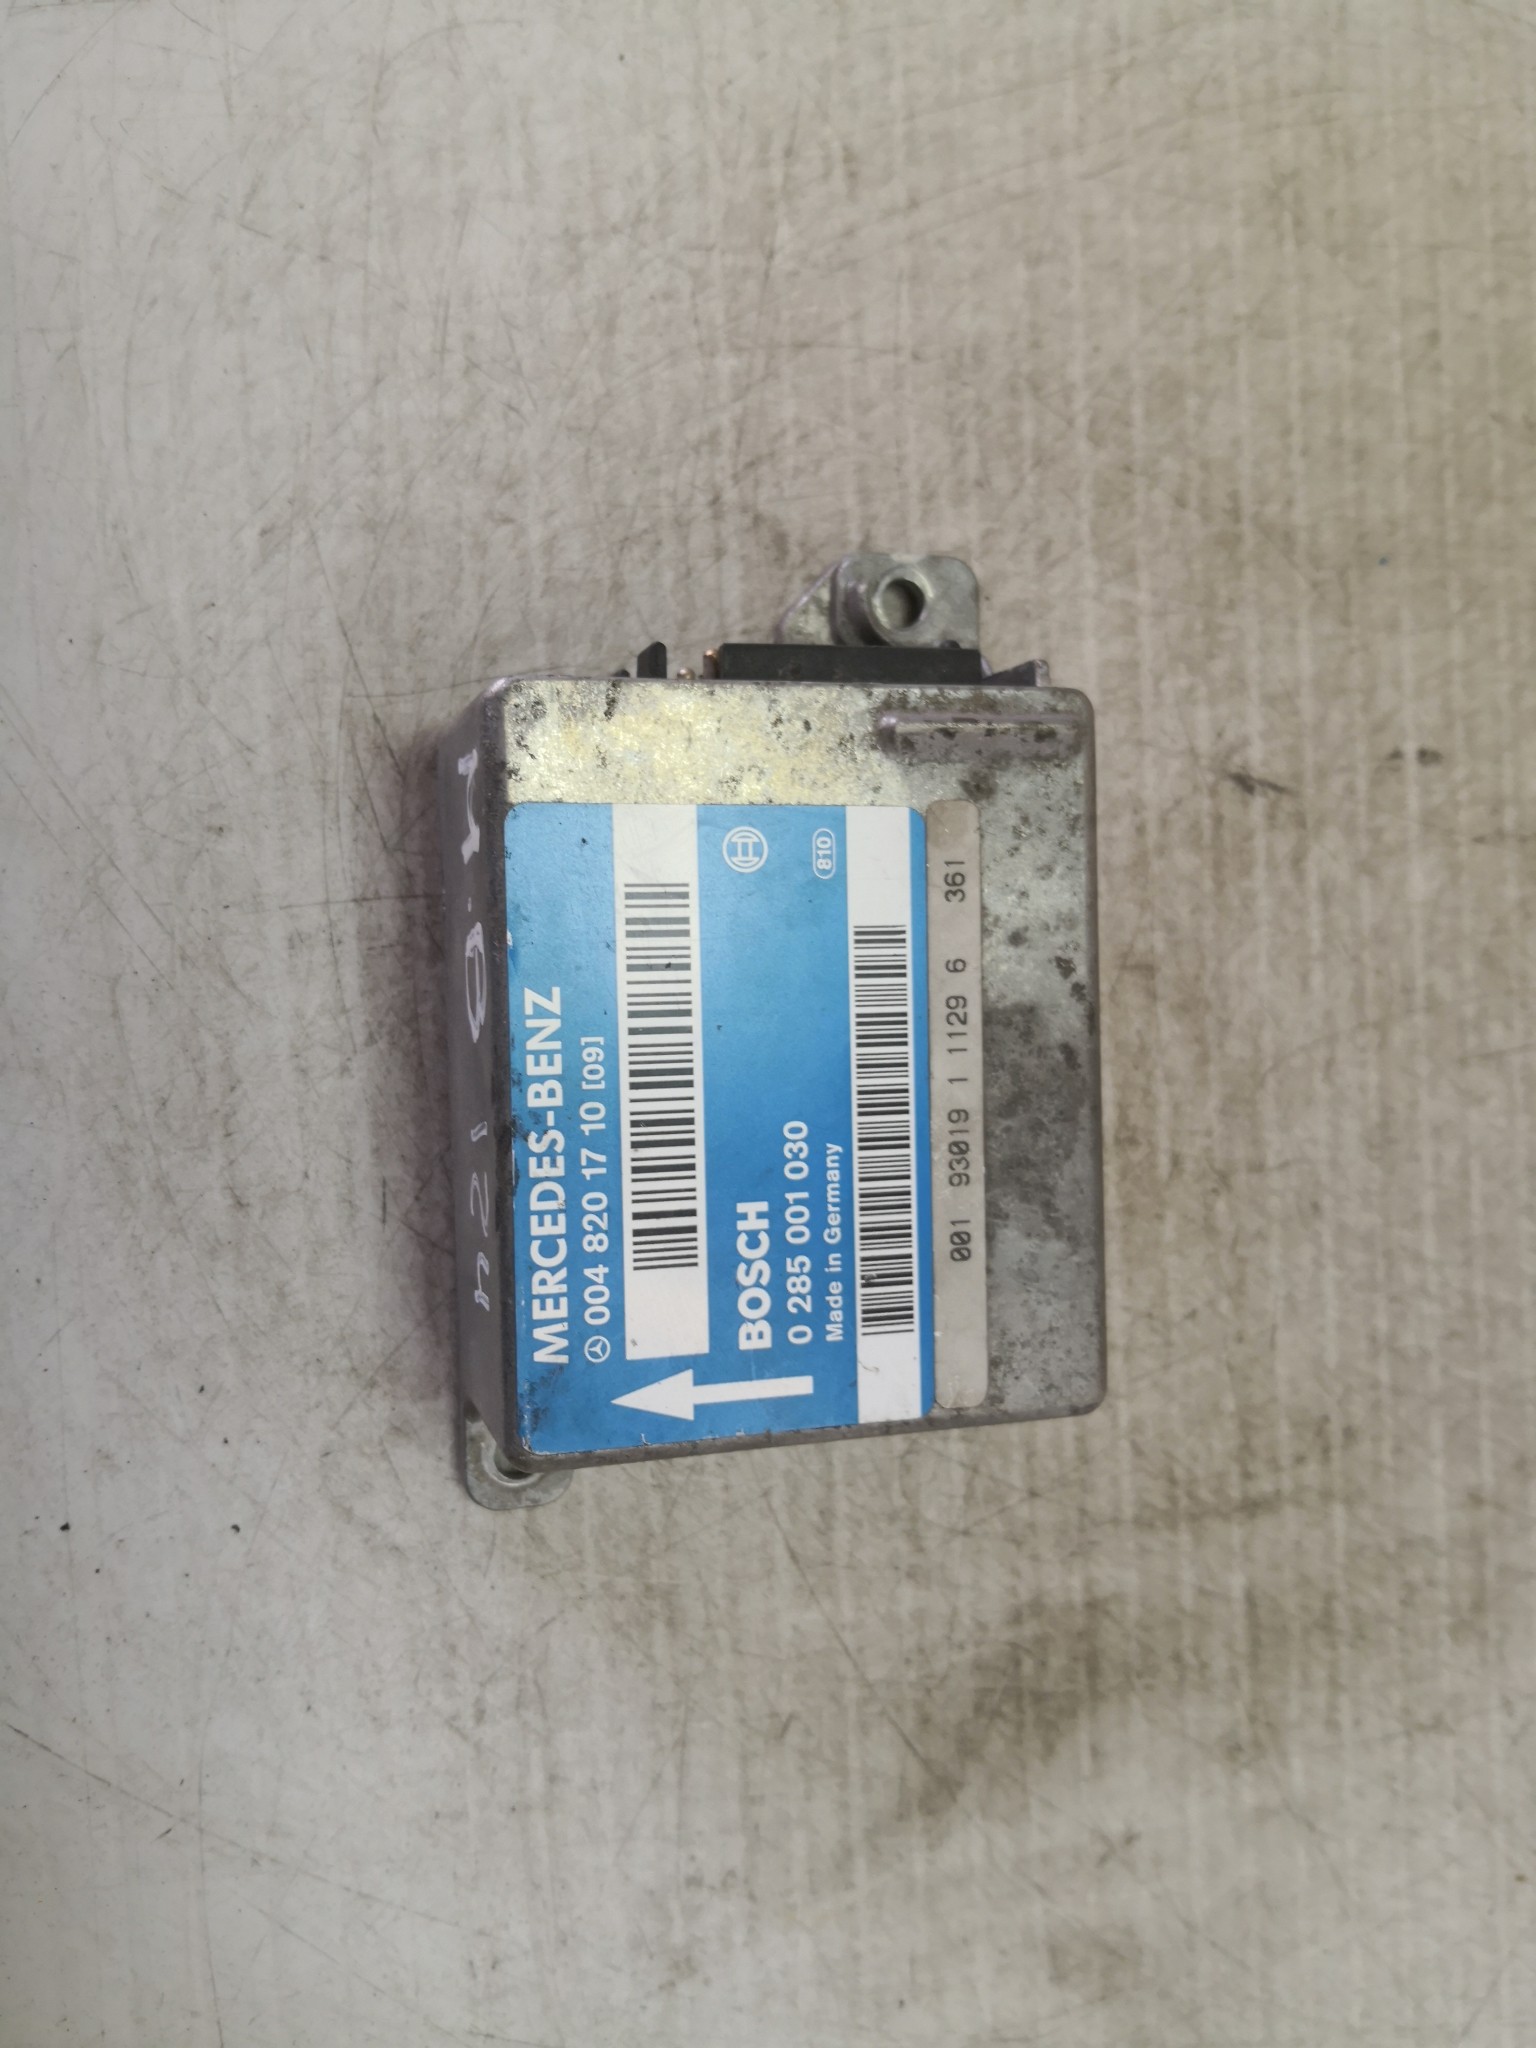 MERCEDES-BENZ
004 820 17 10 [09]
BOSCH
0 285 001 030
Made in Germany
810
001 93019 1 1129 6 361